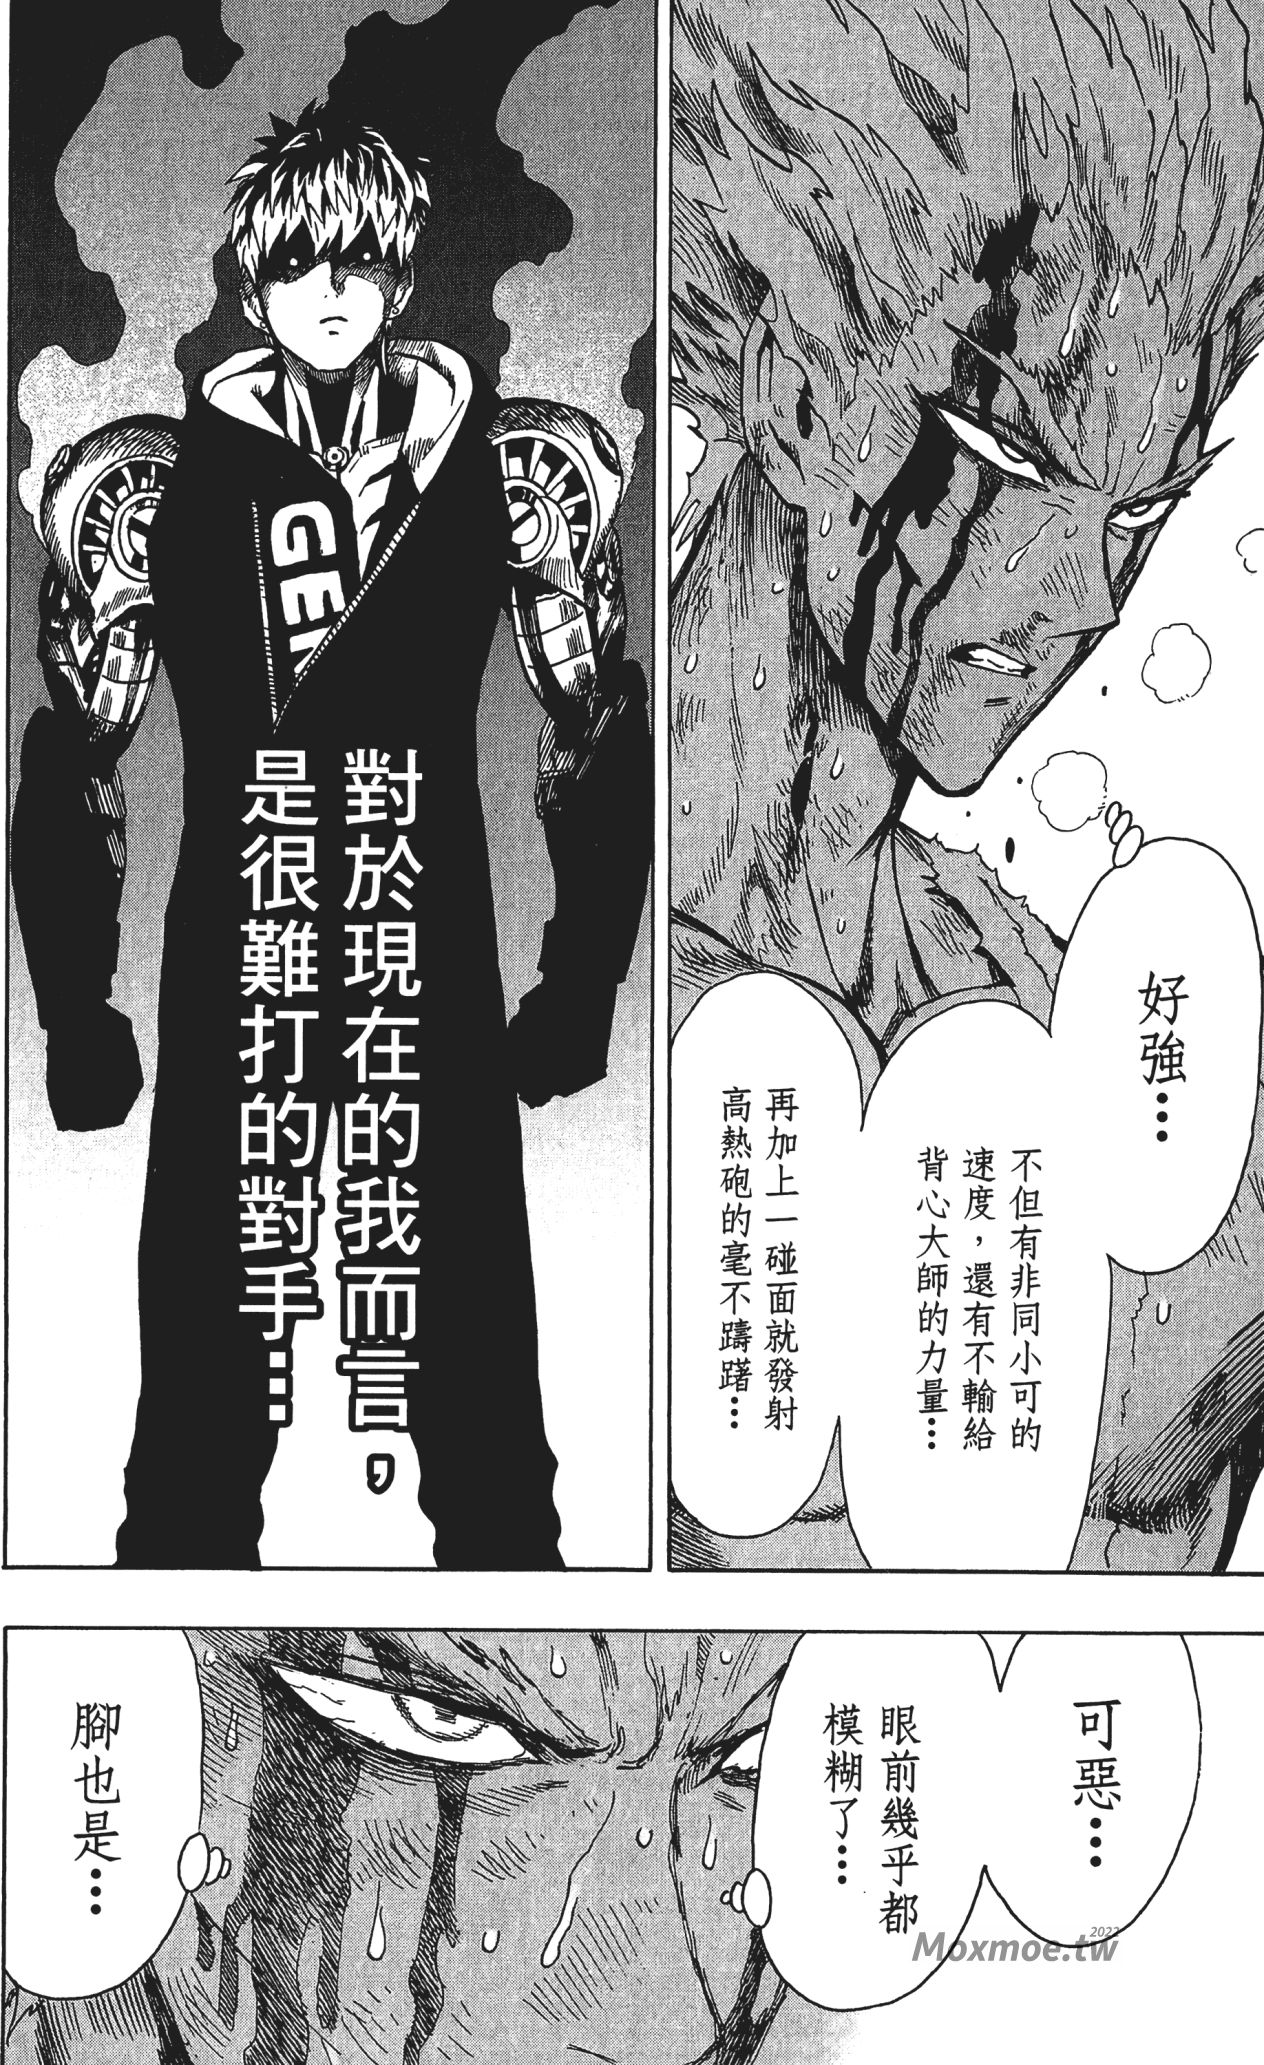 好強…
不但有非同小可的
速度，還有不輸給
背心大師的力量…
再加上一碰面就發射
高熱砲的毫不躊躇…
GEN
對於現在的我而言，
是很難打的對手…
可惡…
眼前幾乎都
模糊了…
腳也是…
2022
Moxmoe.tw